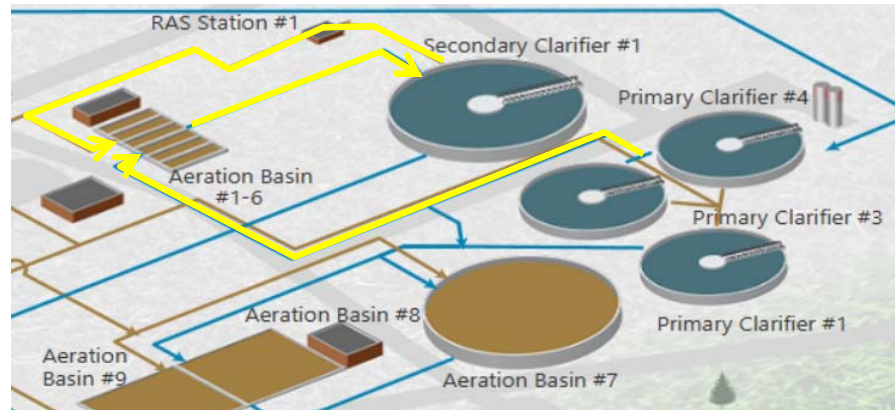 RAS Station #1
Secondary Clarifier #1
Primary Clarifier #4
Aeration Basin
#1-6
Primary Clarifier #3
Aeration Basin #8
Primary Clarifier #1
Aeration
Basin #9
Aeration Basin #7